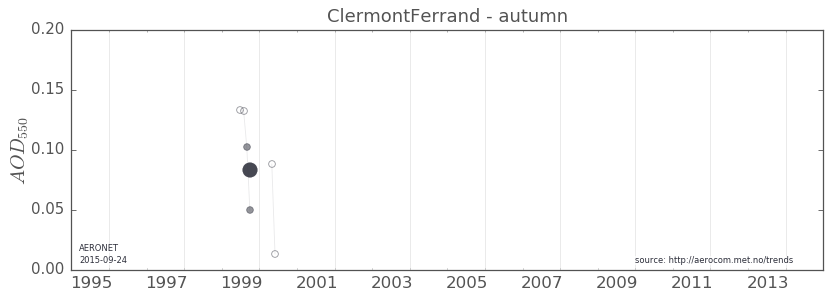 ClermontFerrand - autumn
0.20
0.15
0.10
0.05
0.00
AOD550
AERONET
2015-09-24
source: http://aerocom.met.no/trends
1995 1997 1999 2001 2003 2005 2007 2009 2011 2013